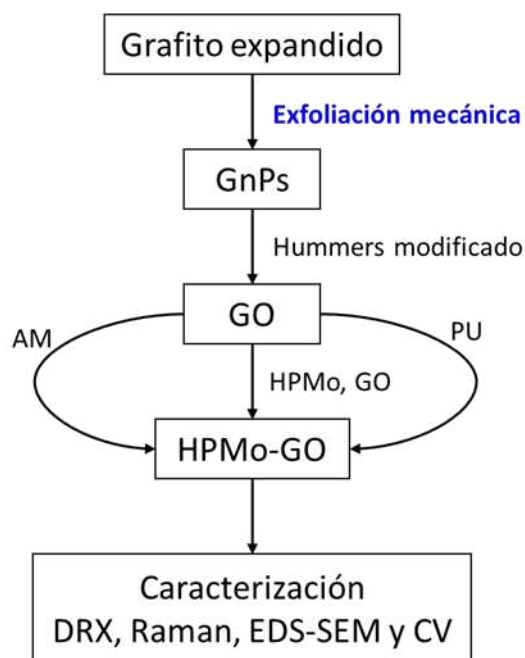 Grafito expandido
Exfoliación mecánica
GnPs
Hummers modificado
GO
AM
PU
HPMo, GO
HPMo-GO
Caracterización
DRX, Raman, EDS-SEM y CV